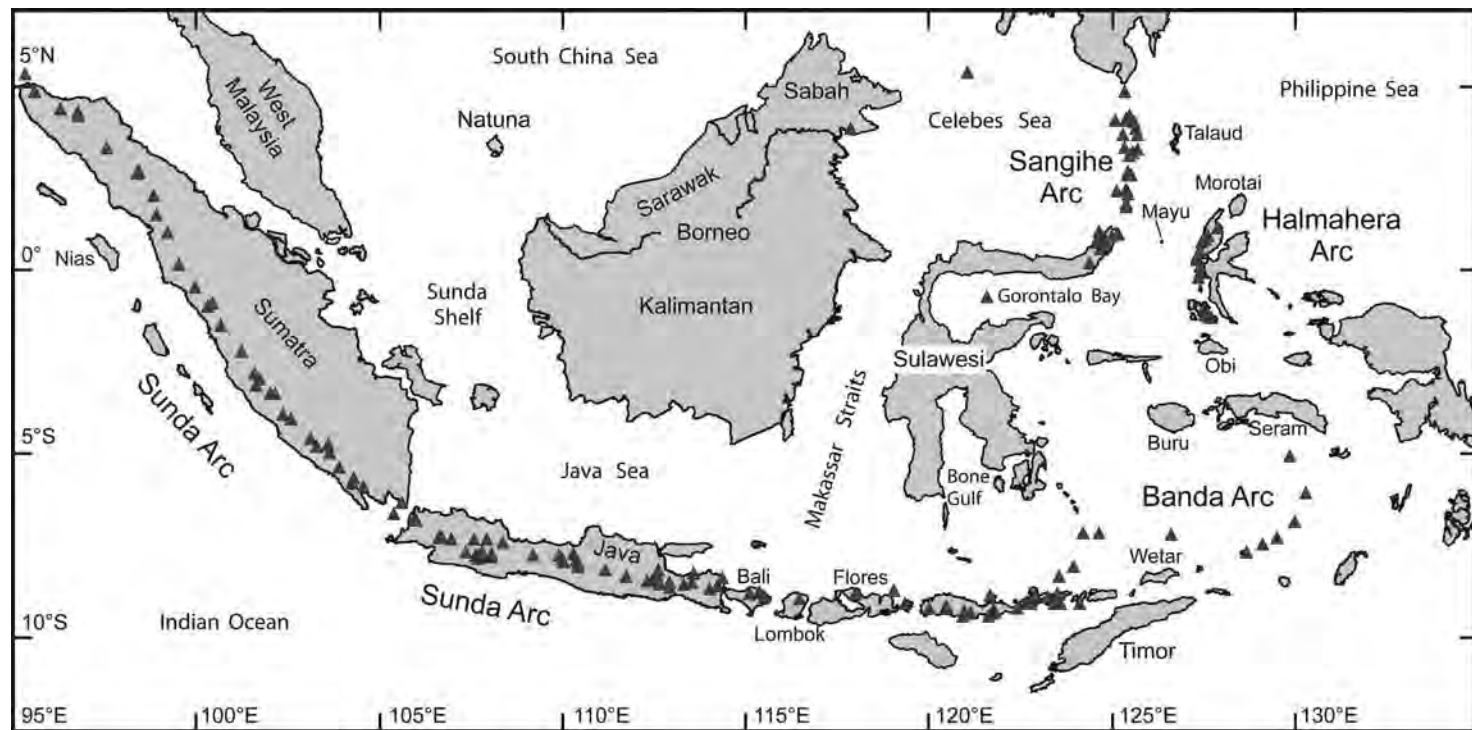 5°N
South China Sea
West
Malaysia
Natuna
Sabah
Celebes Sea
Philippine Sea
Talaud
Sangihe
Arc
Morotai
Mayu
Halmahera
Arc
Sarawak
Borneo
0°
Nias
Sunda
Shelf
Kalimantan
Gorontalo Bay
Sumatra
Sulawesi
Obi
Sunda Arc
Makassar Straits
5°S
Java Sea
Buru
Seram
Bone
Gulf
Banda Arc
Java
Wetar
Bali
Flores
Sunda Arc
Indian Ocean
Lombok
10°S
Timor
95°E
100°E
105°E
110°E
115°E
120°E
125°E
130°E